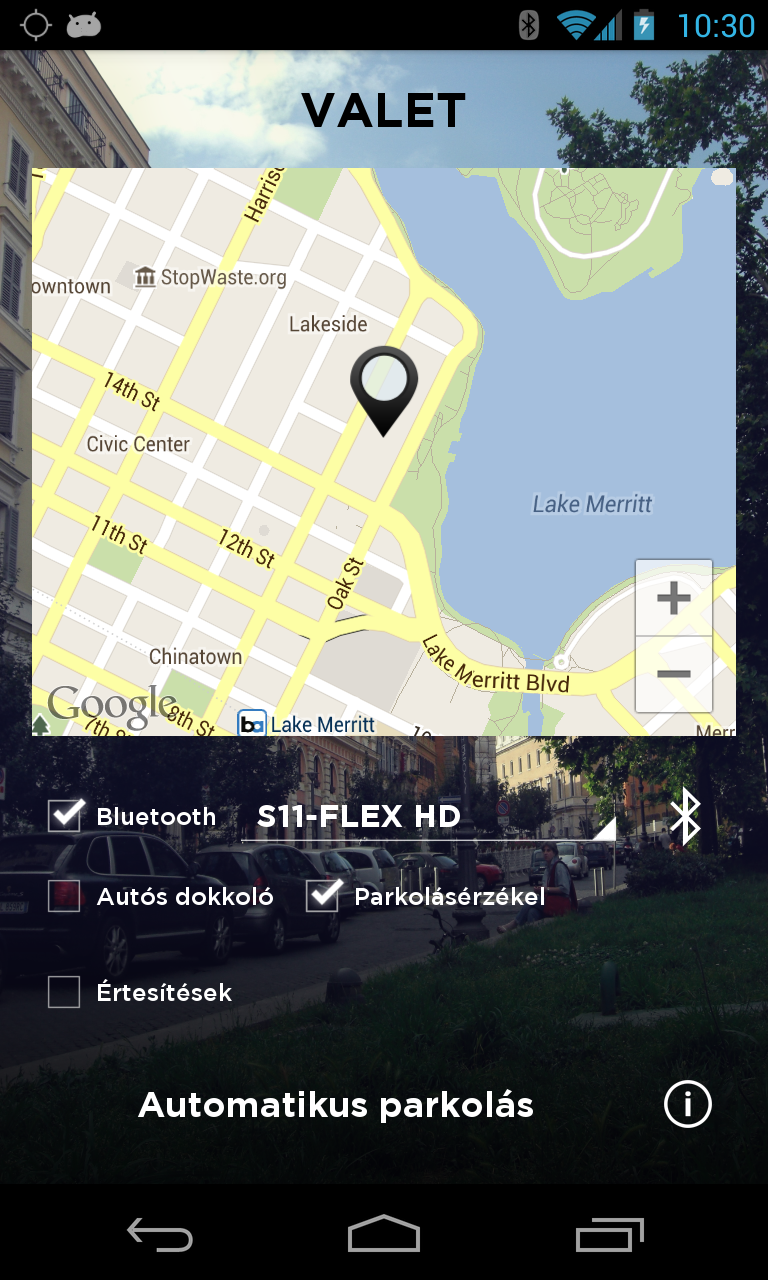 10:30
VALET
Harris
StopWaste.org
owntown
Lakeside
14th St
Civic Center
Lake Merritt
11th St
12th St
Oak St
Chinatown
Lake Merritt Blvd
Google
7th St
8th St
ba Lake Merritt
10
Merr
Bluetooth S11-FLEX HD
Autós dokkoló Parkolásérzékel
Értesítések
Automatikus parkolás
i